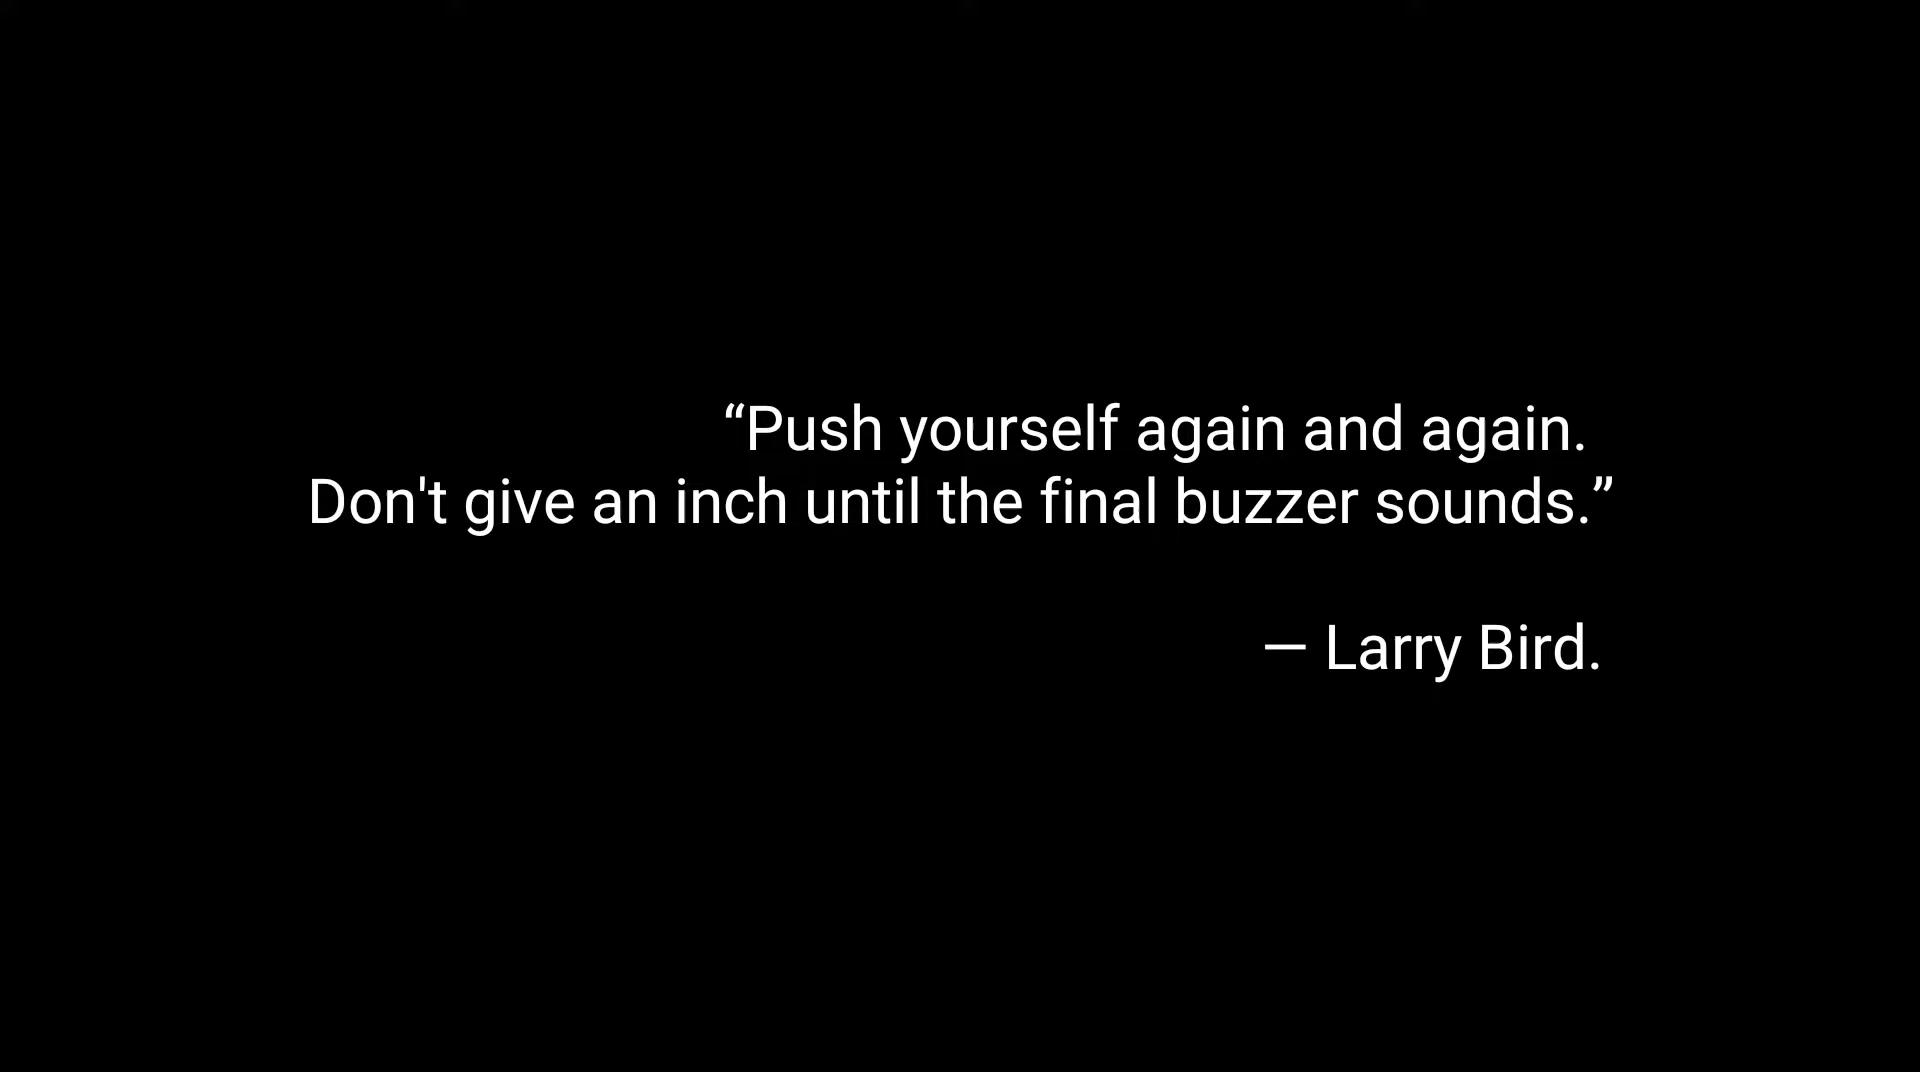 “Push yourself again and again.
Don't give an inch until the final buzzer sounds.”
— Larry Bird.